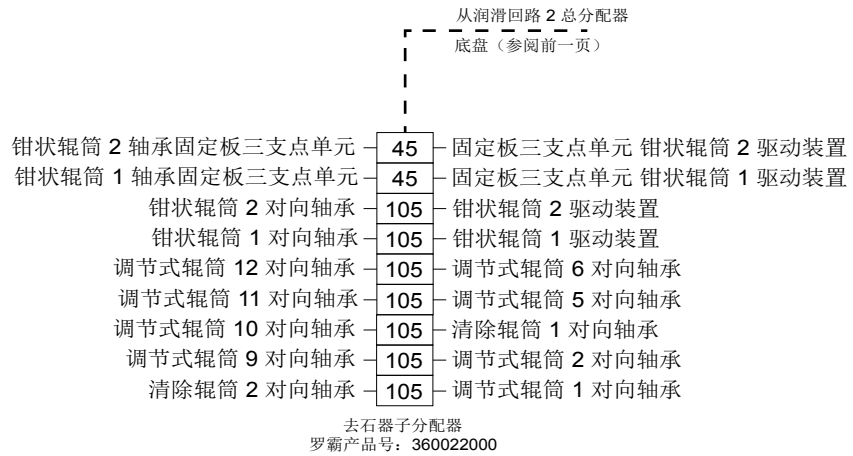 从润滑回路 2 总分配器
底盘（参阅前一页）
钳状辊筒 2 轴承固定板三支点单元 45 固定板三支点单元 钳状辊筒 2 驱动装置
钳状辊筒 1 轴承固定板三支点单元 45 固定板三支点单元 钳状辊筒 1 驱动装置
钳状辊筒 2 对向轴承 105 钳状辊筒 2 驱动装置
钳状辊筒 1 对向轴承 105 钳状辊筒 1 驱动装置
调节式辊筒 12 对向轴承 105 调节式辊筒 6 对向轴承
调节式辊筒 11 对向轴承 105 调节式辊筒 5 对向轴承
调节式辊筒 10 对向轴承 105 清除辊筒 1 对向轴承
调节式辊筒 9 对向轴承 105 调节式辊筒 2 对向轴承
清除辊筒 2 对向轴承 105 调节式辊筒 1 对向轴承
去石器子分配器
罗霸产品号：360022000